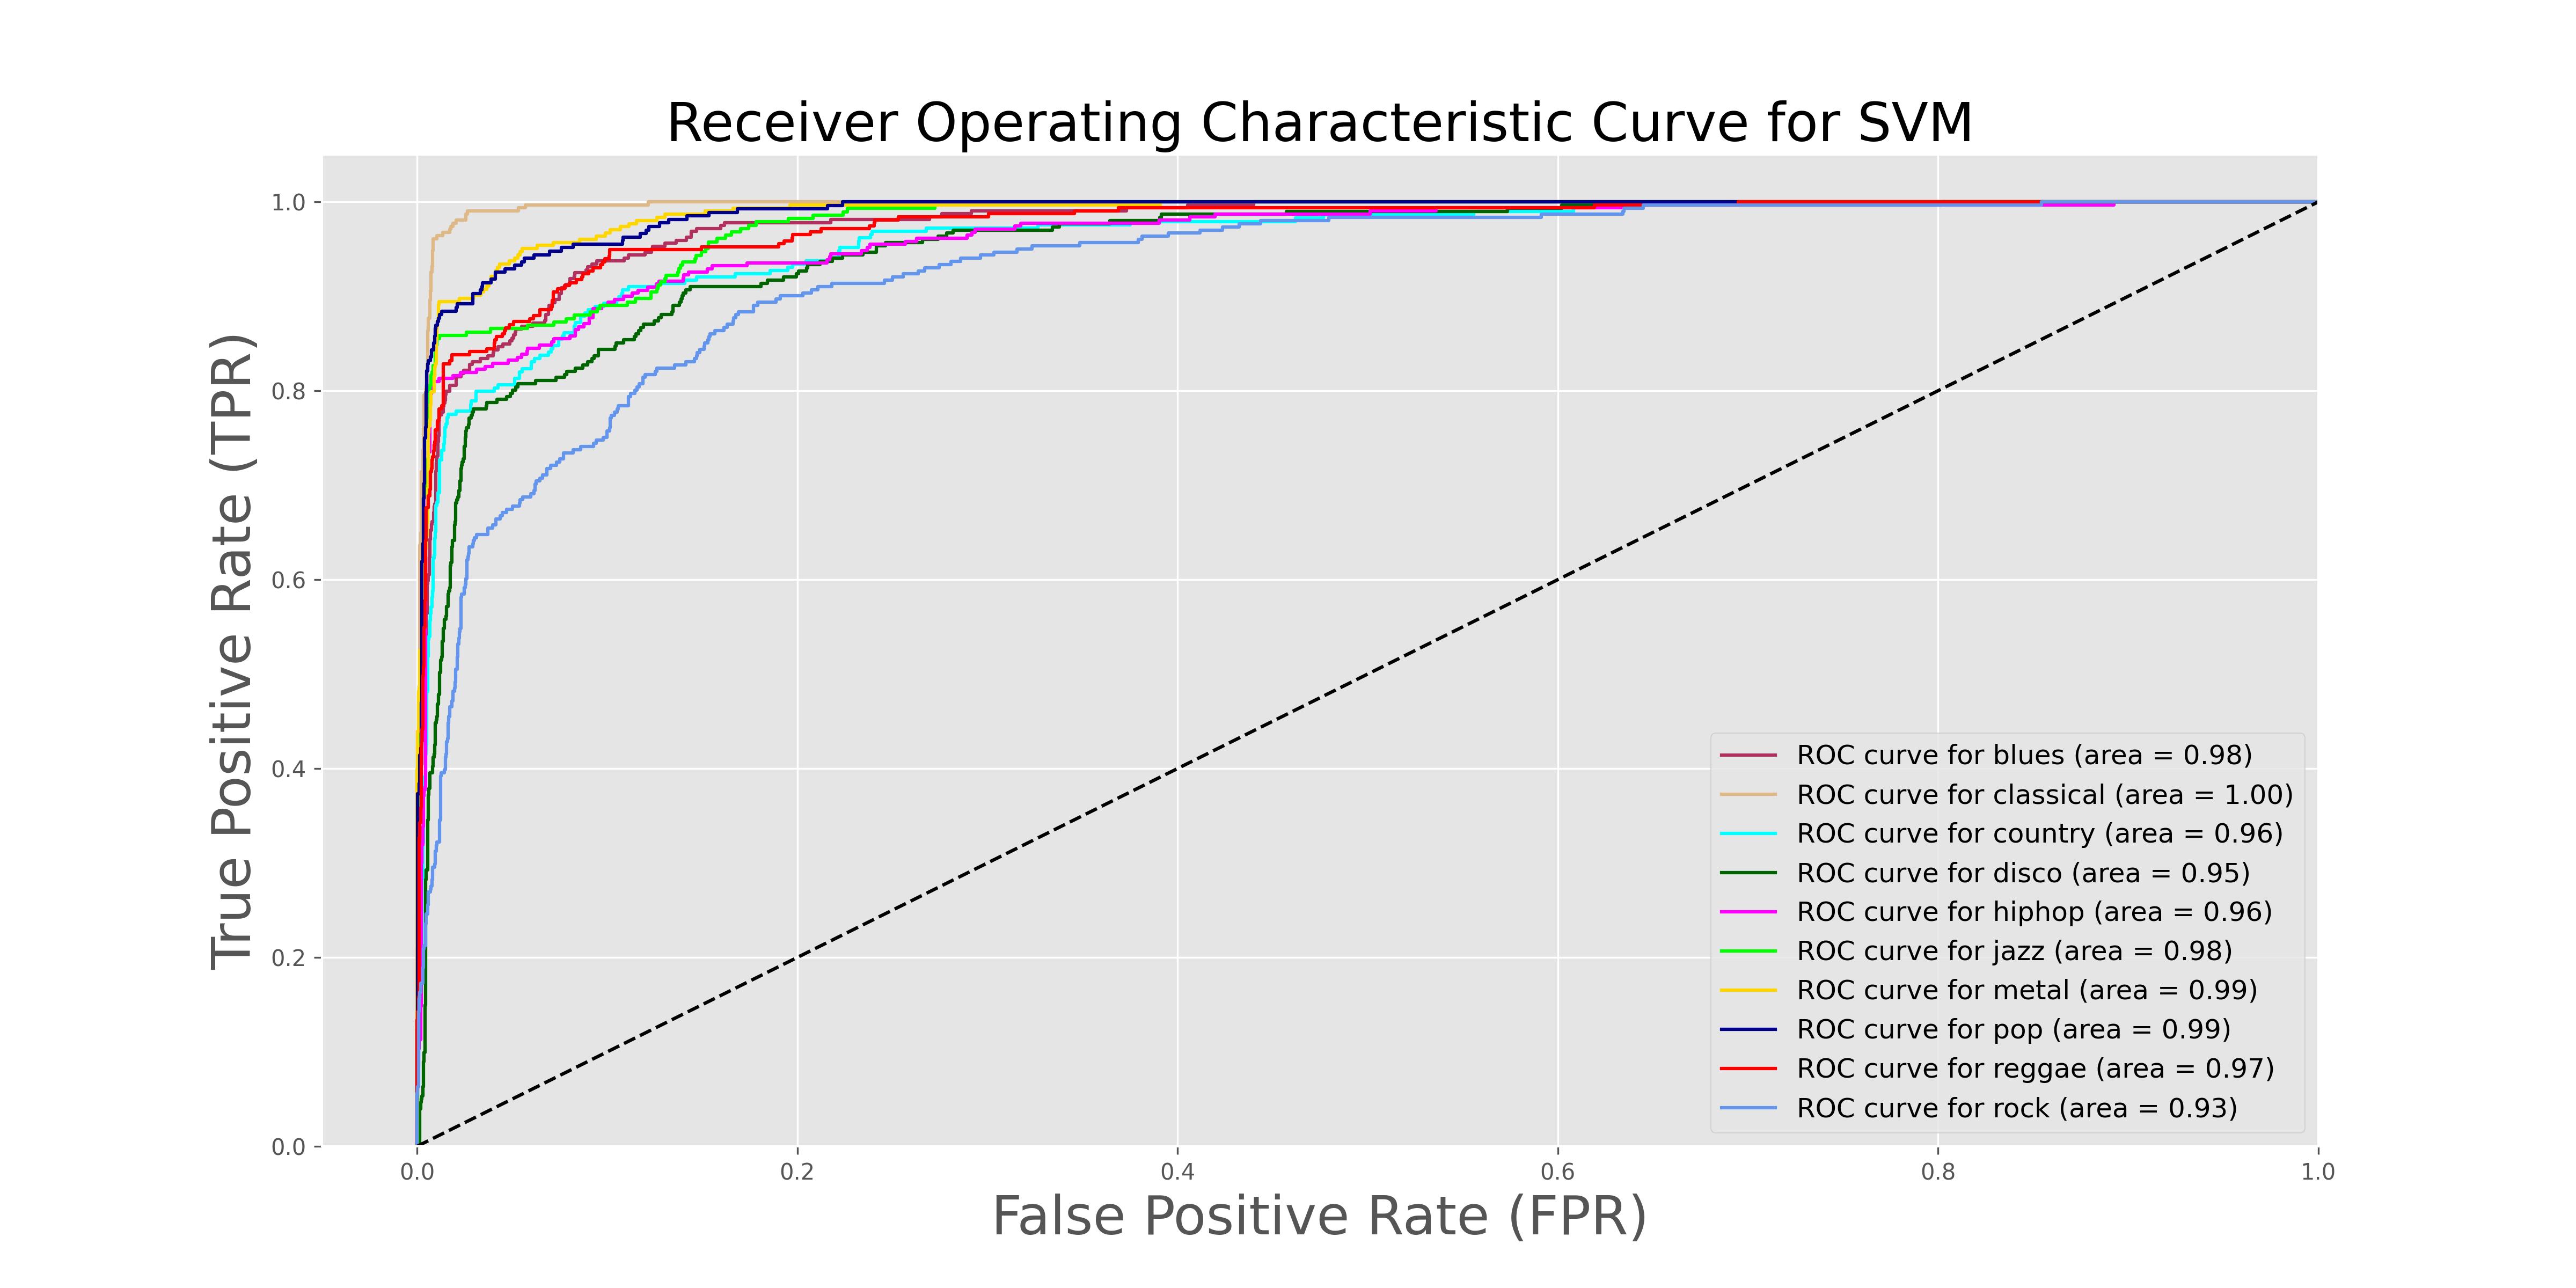 Receiver Operating Characteristic Curve for SVM
True Positive Rate (TPR)
1.0
0.8
0.6
0.4
0.2
0.0
ROC curve for blues (area = 0.98)
ROC curve for classical (area = 1.00)
ROC curve for country (area = 0.96)
ROC curve for disco (area = 0.95)
ROC curve for hiphop (area = 0.96)
ROC curve for jazz (area = 0.98)
ROC curve for metal (area = 0.99)
ROC curve for pop (area = 0.99)
ROC curve for reggae (area = 0.97)
ROC curve for rock (area = 0.93)
0.0 0.2 0.4 0.6 0.8 1.0
False Positive Rate (FPR)